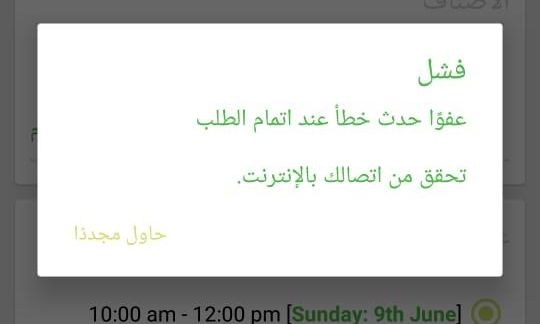 الأصناف
فشل
عفوًا حدث خطأ عند اتمام الطلب
تحقق من اتصالك بالإنترنت.
حاول مجددًا
10:00 am - 12:00 pm [Sunday: 9th June]